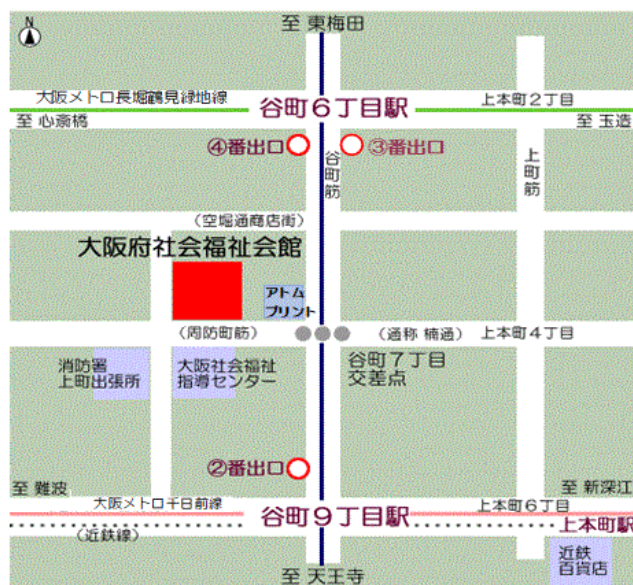 N
至 東梅田
大阪メトロ長堀鶴見緑地線
谷町6丁目駅
上本町2丁目
至 心斎橋
至 玉造
④番出口
③番出口
谷町筋
上町筋
（空堀通商店街）
大阪府社会福祉会館
アトム
プリント
（周防町筋）
（通称 楠通）
上本町4丁目
消防署
上町出張所
大阪社会福祉
指導センター
谷町7丁目
交差点
②番出口
至 難波
至 新深江
大阪メトロ千日前線
谷町9丁目駅
上本町6丁目
（近鉄線）
上本町駅
近鉄
百貨店
至 天王寺